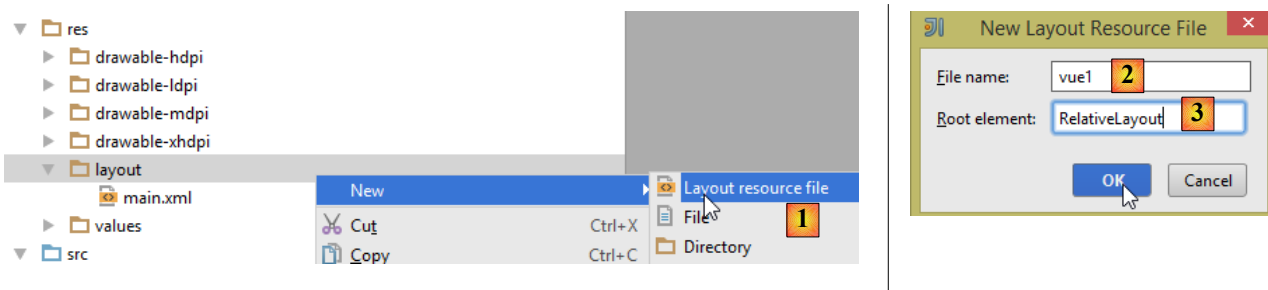 res
drawable-hdpi
drawable-ldpi
drawable-mdpi
drawable-xhdpi
layout
main.xml
values
src
New
Cut Ctrl+X
Copy Ctrl+C
Layout resource file
File
1
Directory
New Layout Resource File
File name: vue1 2
Root element: RelativeLayout 3
OK Cancel